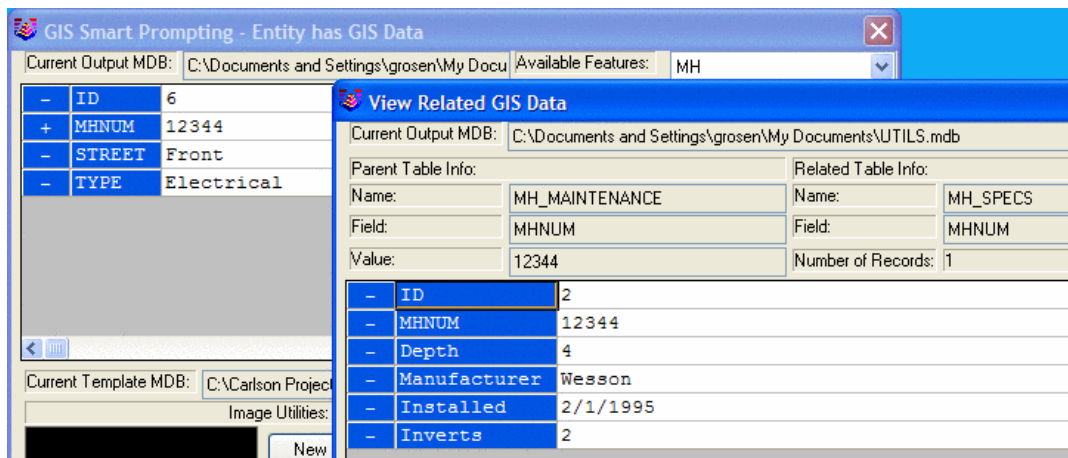 GIS Smart Prompting - Entity has GIS Data
Current Output MDB: C:\Documents and Settings\grosen\My Docu Available Features: MH
- ID 6
+ MHNUM 12344
- STREET Front
- TYPE Electrical
Current Template MDB: C:\Carlson Project
Image Utilities:
New
View Related GIS Data
Current Output MDB: C:\Documents and Settings\grosen\My Documents\UTILS.mdb
Parent Table Info: Related Table Info:
Name: MH_MAINTENANCE Name: MH_SPECS
Field: MHNUM Field: MHNUM
Value: 12344 Number of Records: 1
- ID 2
- MHNUM 12344
- Depth 4
- Manufacturer Wesson
- Installed 2/1/1995
- Inverts 2